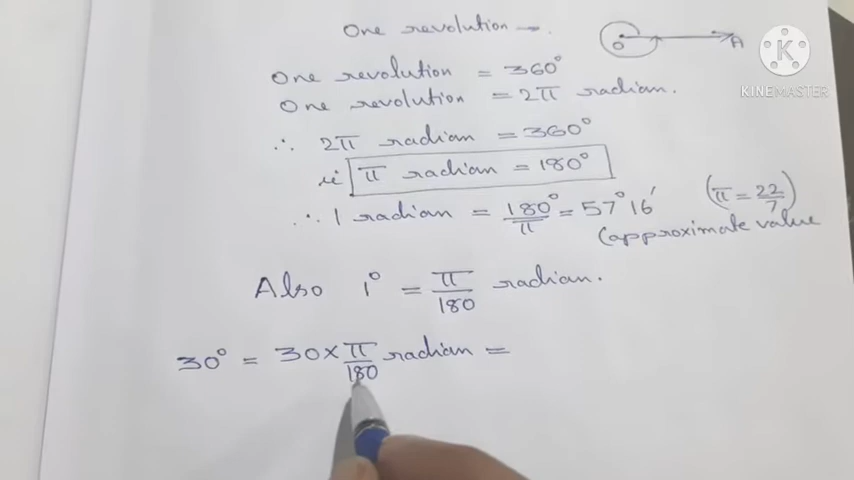 One revolution -.
O A
K
KINEMASTER
One revolution = 360°
One revolution = 2π radian.
∴ 2π radian = 360°
ie π radian = 180°
∴ 1 radian = 180°/π = 57° 16' (π = 22/7)
(approximate value
Also 1° = π/180 radian.
30° = 30 × π/180 radian =